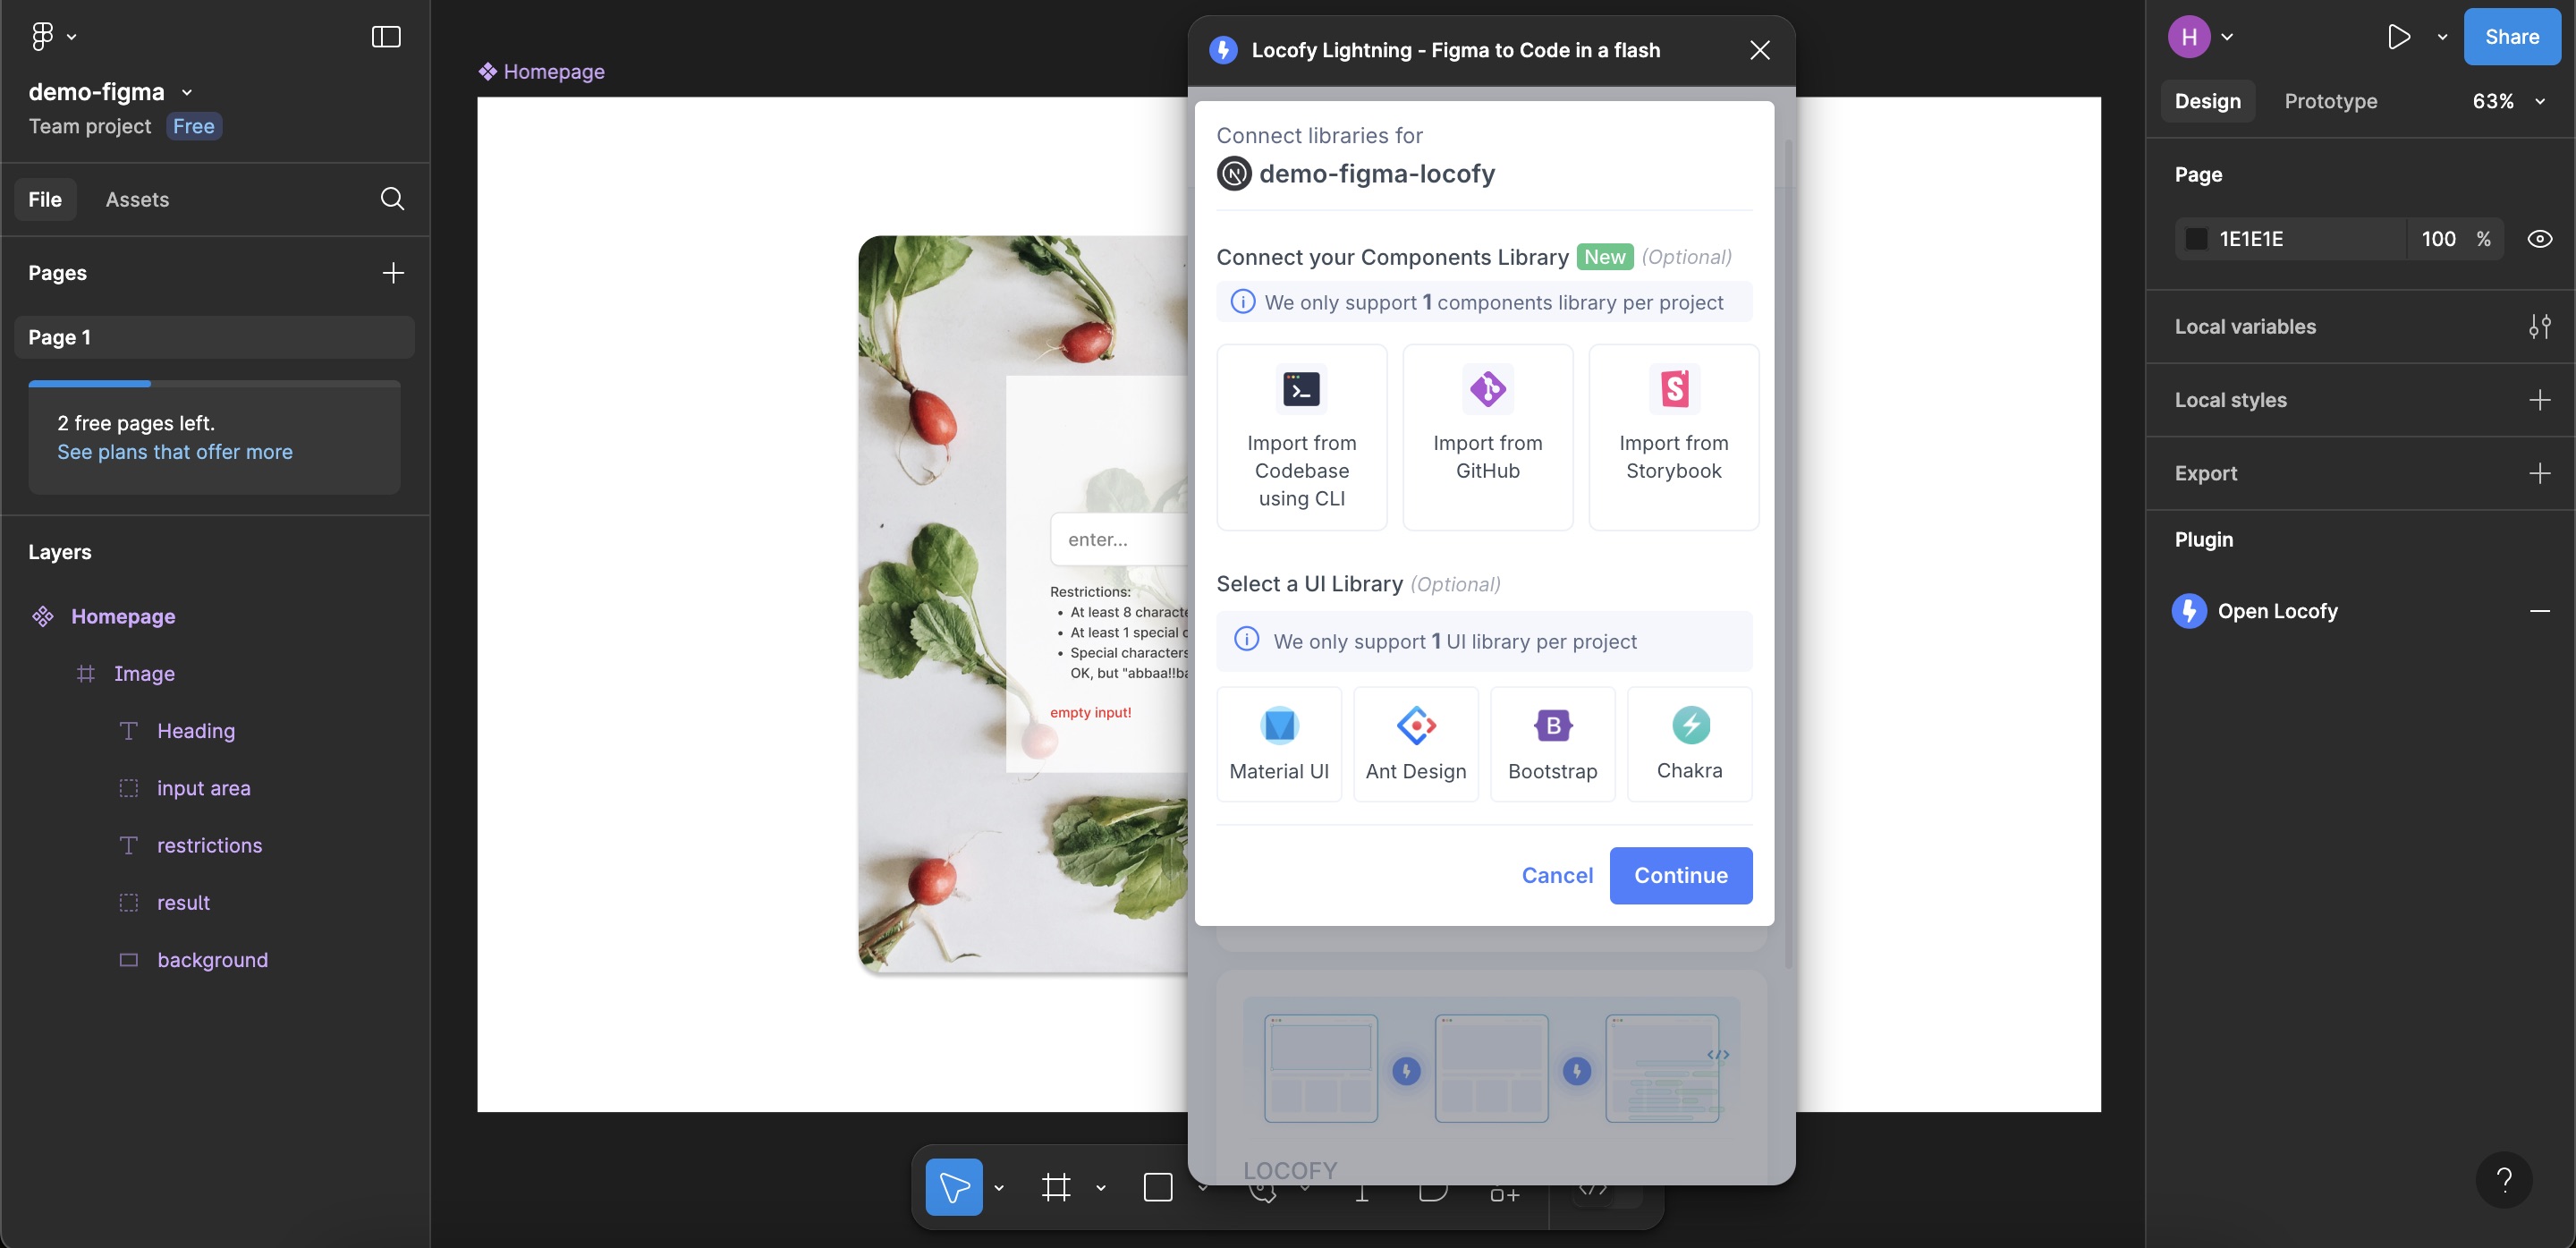 demo-figma
Team project Free
File Assets
Pages
Page 1
2 free pages left.
See plans that offer more
Layers
Homepage
Image
Heading
input area
restrictions
result
background
Homepage
enter...
Restrictions:
• At least 8 characte
• At least 1 special c
• Special characters
OK, but "abbaa!!ba
empty input!
Locofy Lightning - Figma to Code in a flash
Connect libraries for
demo-figma-locofy
Connect your Components Library New (Optional)
We only support 1 components library per project
Import from
Codebase
using CLI
Import from
GitHub
Import from
Storybook
Select a UI Library (Optional)
We only support 1 UI library per project
Material UI
Ant Design
Bootstrap
Chakra
Cancel Continue
LOCOFY
H
Share
Design Prototype 63%
Page
1E1E1E 100 %
Local variables
Local styles
Export
Plugin
Open Locofy
?